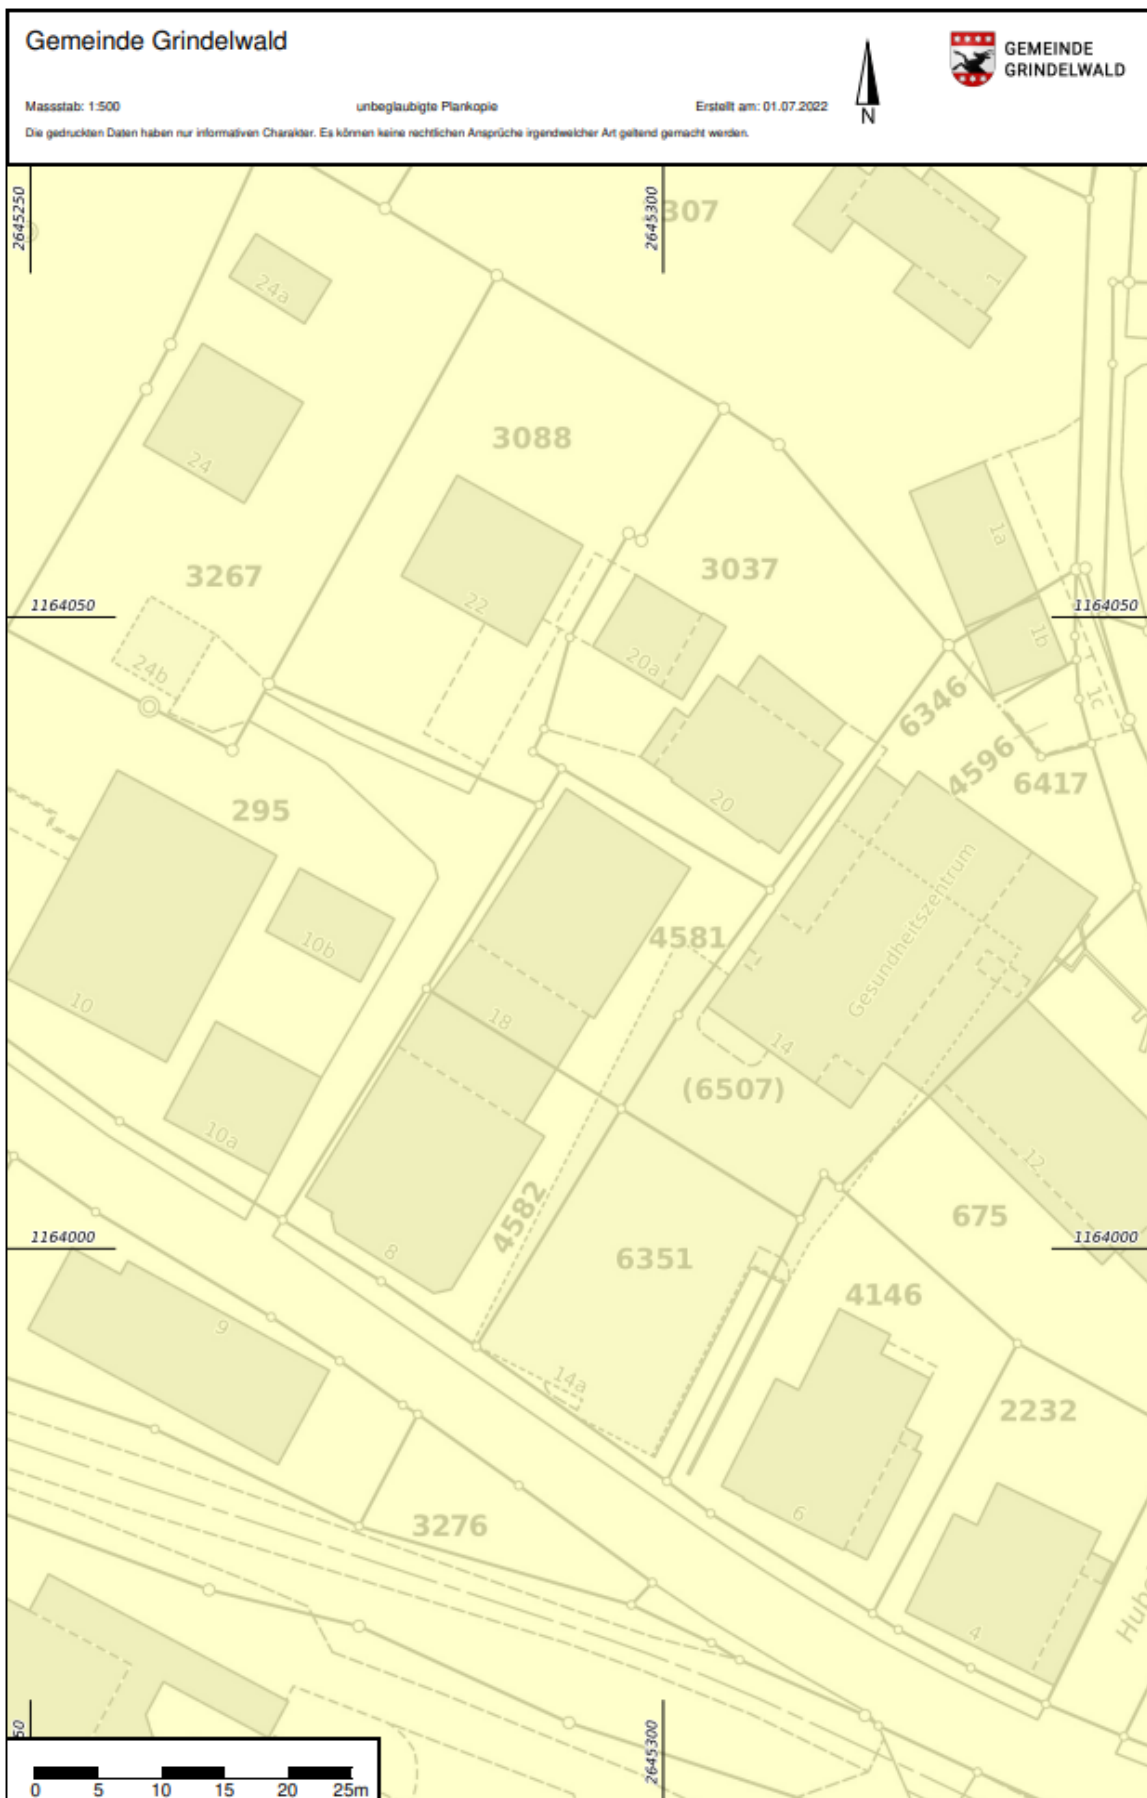 Gemeinde Grindelwald
GEMEINDE
GRINDELWALD
Massstab: 1:500
unbeglaubigte Plankopie
Erstellt am: 01.07.2022
N
Die gedruckten Daten haben nur informativen Charakter. Es können keine rechtlichen Ansprüche irgendwelcher Art geltend gemacht werden.
2645250
2645300
3307
24a
1
24
3088
1a
3267
3037
1164050
1164050
22
20a
1b
24b
6346
1c
4596
6417
295
20
10b
4581
Gesundheitszentrum
10
18
14
(6507)
10a
12
4582
675
1164000
1164000
8
6351
4146
9
14a
2232
3276
6
4
2645300
0 5 10 15 20 25m